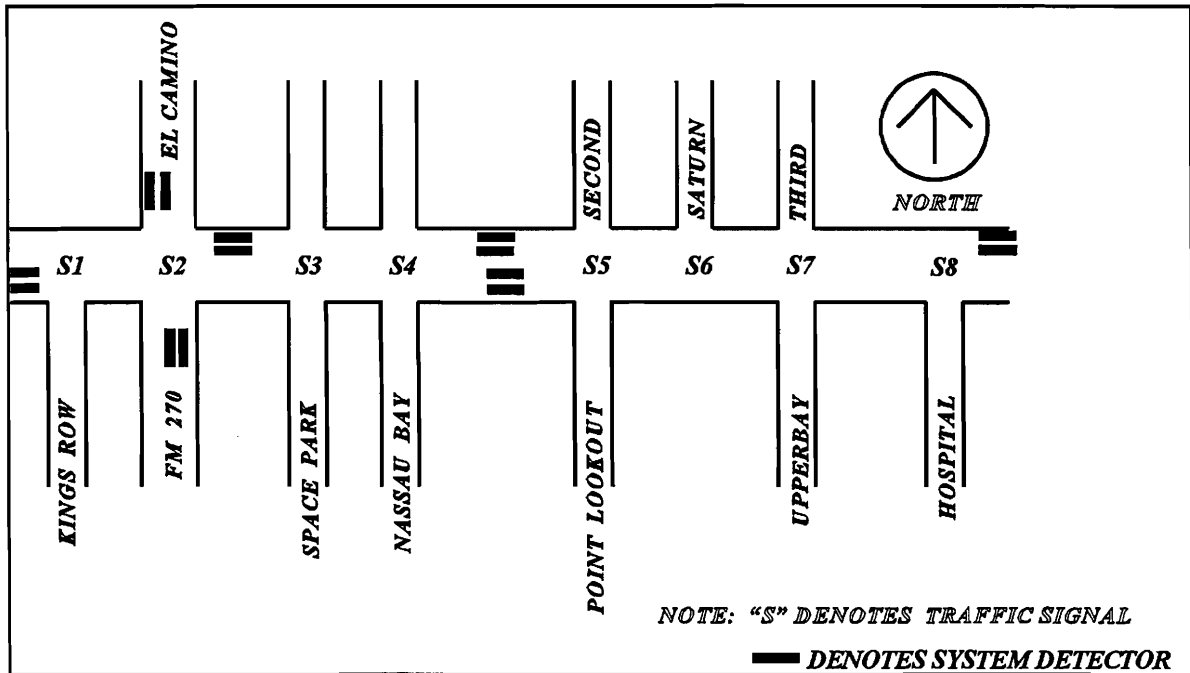 EL CAMINO
SECOND
SATURN
THIRD
NORTH
S1
S2
S3
S4
S5
S6
S7
S8
KINGS ROW
FM 270
SPACE PARK
NASSAU BAY
POINT LOOKOUT
UPPERBAY
HOSPITAL
NOTE: "S" DENOTES TRAFFIC SIGNAL
DENOTES SYSTEM DETECTOR